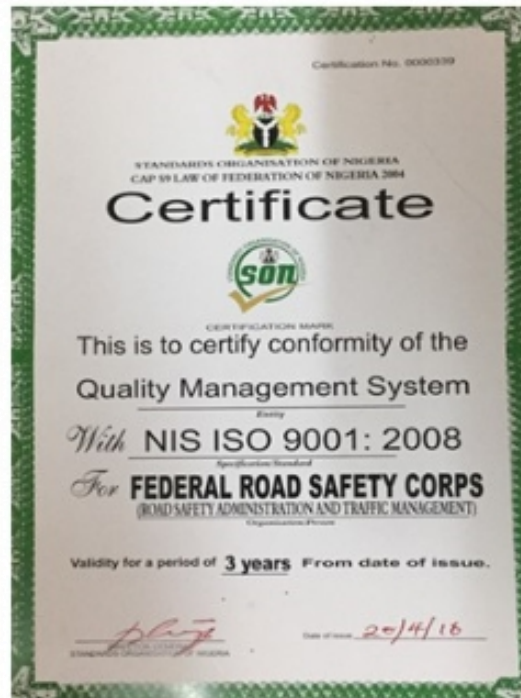 Certification No. 0000339
STANDARDS ORGANISATION OF NIGERIA
CAP S9 LAW OF FEDERATION OF NIGERIA 2004
Certificate
SON
CERTIFICATION MARK
This is to certify conformity of the
Quality Management System
Entity
With NIS ISO 9001: 2008
Specification/Standard
For FEDERAL ROAD SAFETY CORPS
(ROAD SAFETY ADMINISTRATION AND TRAFFIC MANAGEMENT)
Organisation/Person
Validity for a period of 3 years From date of issue.
Date of issue 20/4/18
STANDARDS ORGANISATION OF NIGERIA